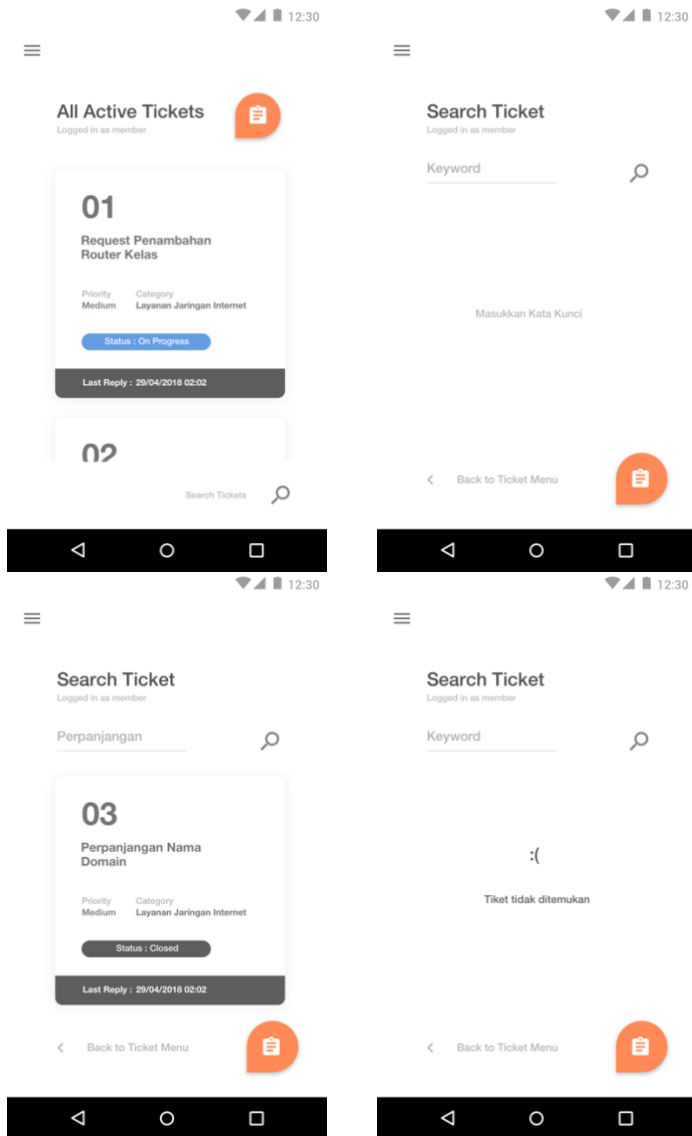 12:30
All Active Tickets
Logged in as member
01
Request Penambahan
Router Kelas
Priority Category
Medium Layanan Jaringan Internet
Status : On Progress
Last Reply : 29/04/2018 02:02
02
Search Tickets
12:30
Search Ticket
Logged in as member
Keyword
Masukkan Kata Kunci
Back to Ticket Menu
12:30
Search Ticket
Logged in as member
Perpanjangan
03
Perpanjangan Nama
Domain
Priority Category
Medium Layanan Jaringan Internet
Status : Closed
Last Reply : 29/04/2018 02:02
Back to Ticket Menu
12:30
Search Ticket
Logged in as member
Keyword
:(
Tiket tidak ditemukan
Back to Ticket Menu